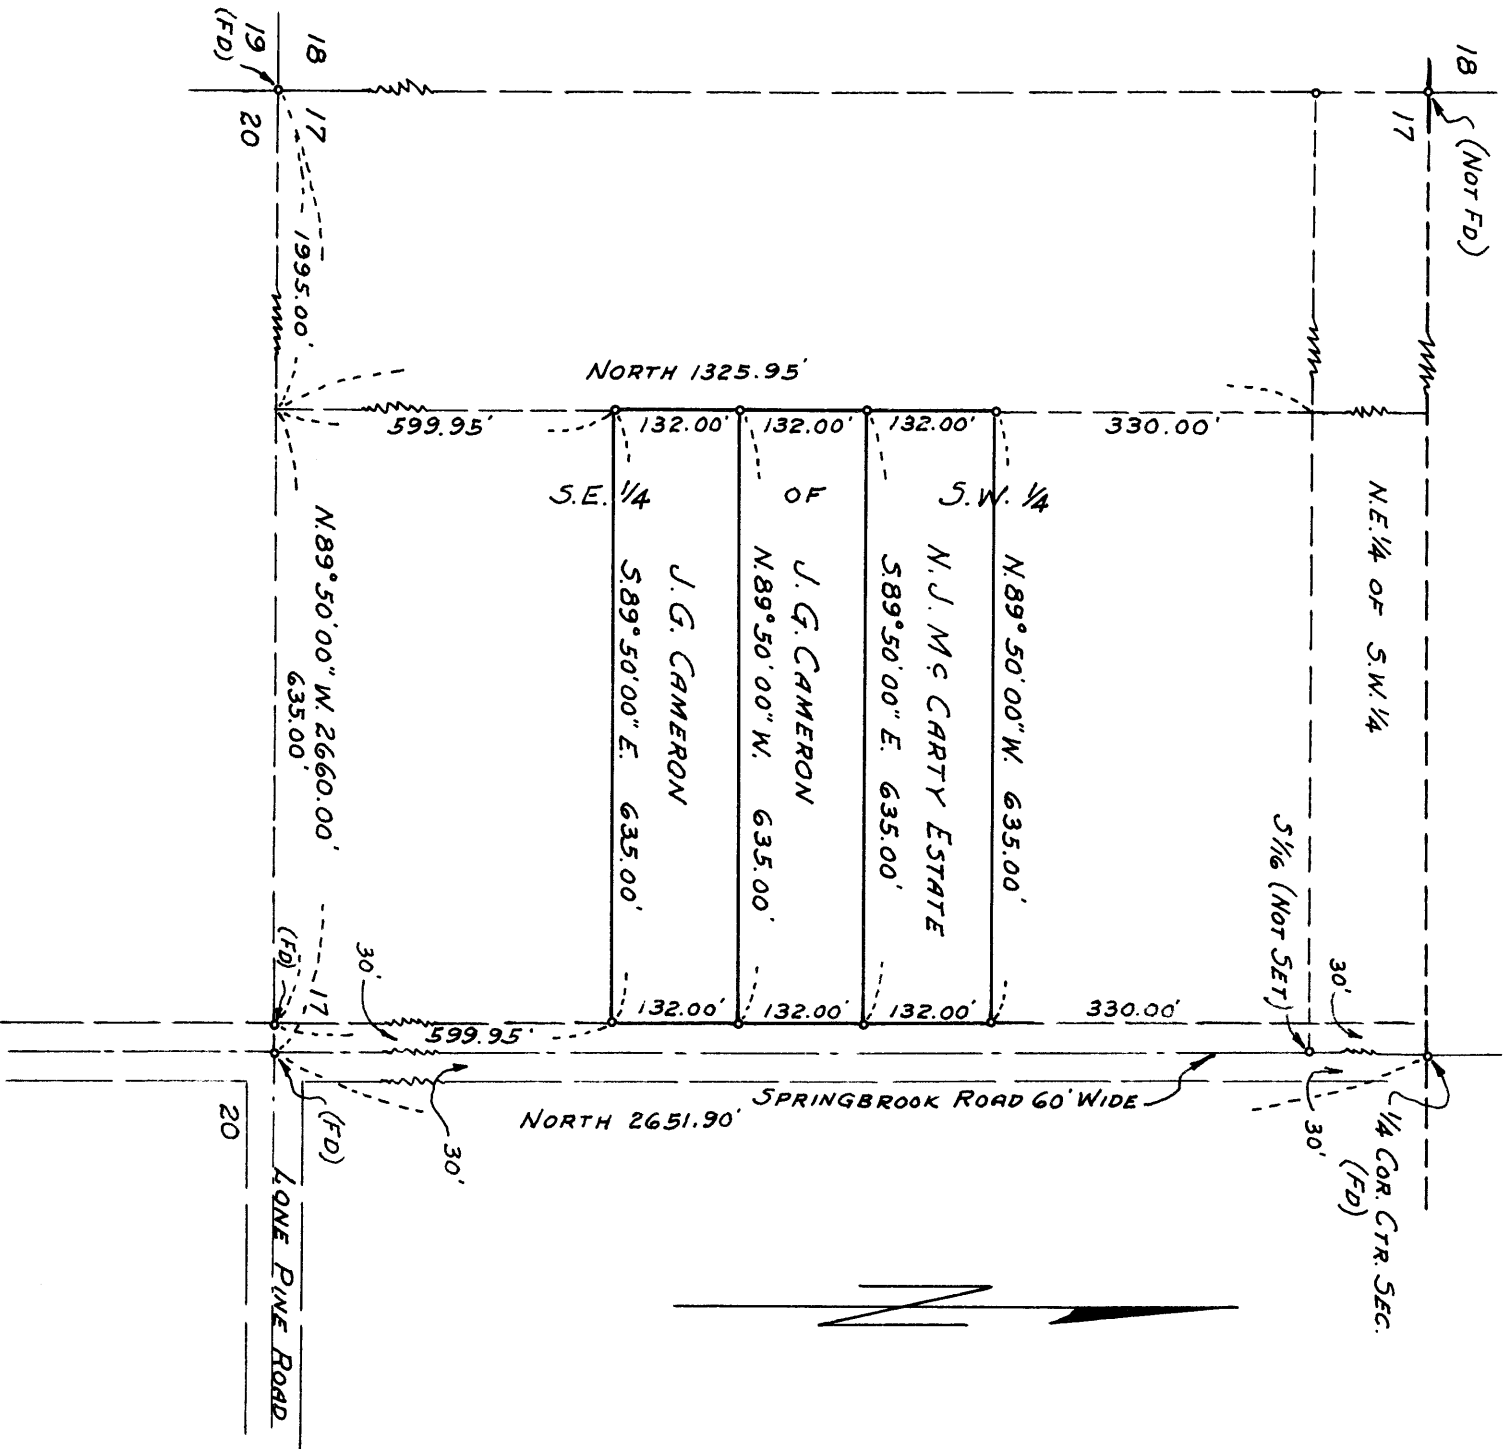 18
19
(FD)
17
20
18
17
(NOT FD)
1995.00'
NORTH 1325.95'
599.95'
132.00'
132.00'
132.00'
330.00'
S.E. 1/4
OF
S.W. 1/4
N.E. 1/4 OF S.W. 1/4
N.89°50'00"W. 2660.00'
635.00'
S.89°50'00"E. 635.00'
J.G. CAMERON
N.89°50'00"W. 635.00'
J.G. CAMERON
S.89°50'00"E. 635.00'
N.J. McCARTY ESTATE
N.89°50'00"W. 635.00'
S 1/16 (NOT SET)
30'
(FD)
17
30'
599.95'
132.00'
132.00'
132.00'
330.00'
SPRINGBROOK ROAD 60' WIDE
NORTH 2651.90'
30'
30'
1/4 COR. CTR. SEC.
(FD)
20
(FD)
LONE PINE ROAD